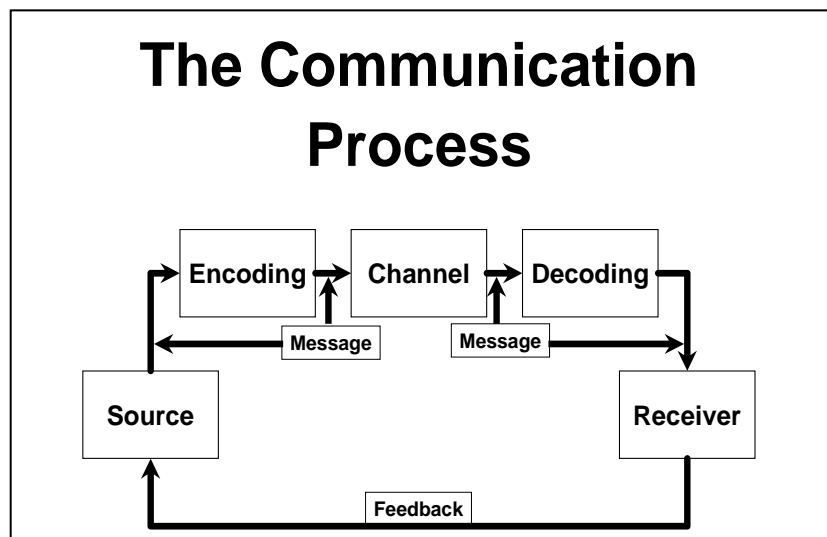 The Communication
Process
Encoding
Channel
Decoding
Message
Message
Source
Receiver
Feedback